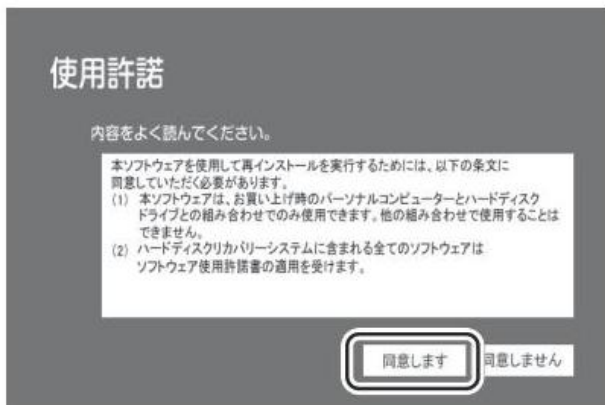 使用許諾
内容をよく読んでください。
本ソフトウェアを使用して再インストールを実行するためには、以下の条文に
同意していただく必要があります。
(1) 本ソフトウェアは、お買い上げ時のパーソナルコンピューターとハードディスク
ドライブとの組み合わせでのみ使用できます。他の組み合わせで使用することは
できません。
(2) ハードディスクリカバリーシステムに含まれる全てのソフトウェアは
ソフトウェア使用許諾書の適用を受けます。
同意します 同意しません